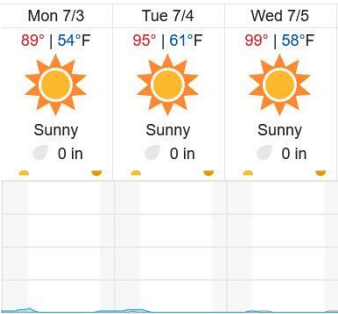 Mon 7/3 Tue 7/4 Wed 7/5
89° | 54°F 95° | 61°F 99° | 58°F
Sunny Sunny Sunny
0 in 0 in 0 in